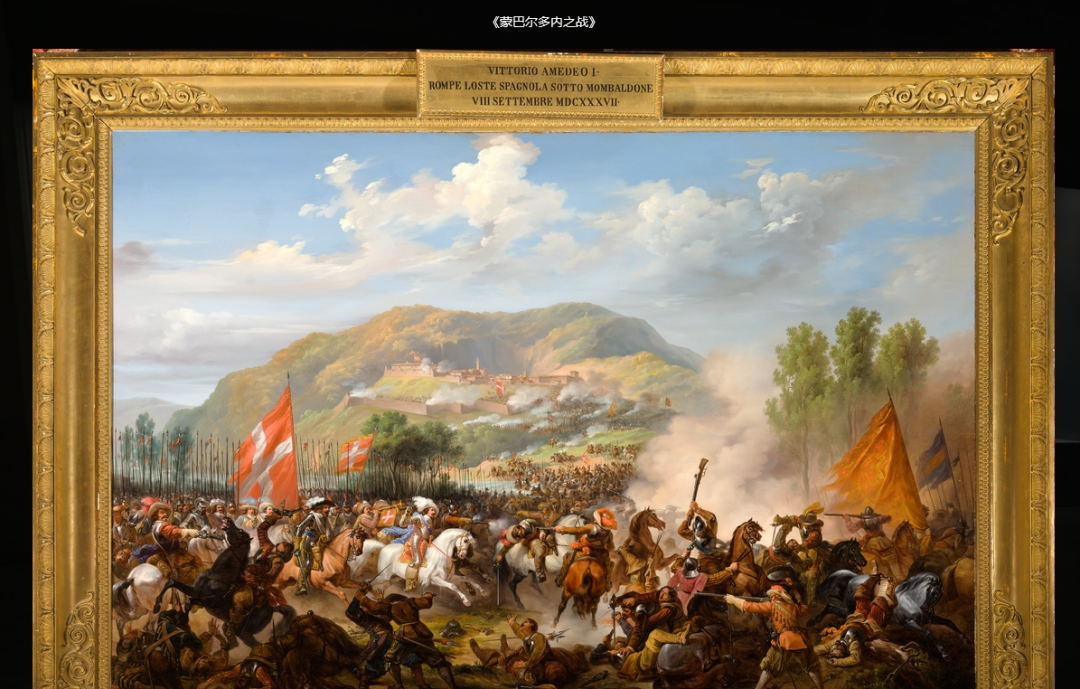 《蒙巴尔多内之战》
VITTORIO AMEDEO I·
ROMPE LOSTE SPAGNOLA SOTTO MOMBALDONE
VIII SETTEMBRE MDCXXXVII·